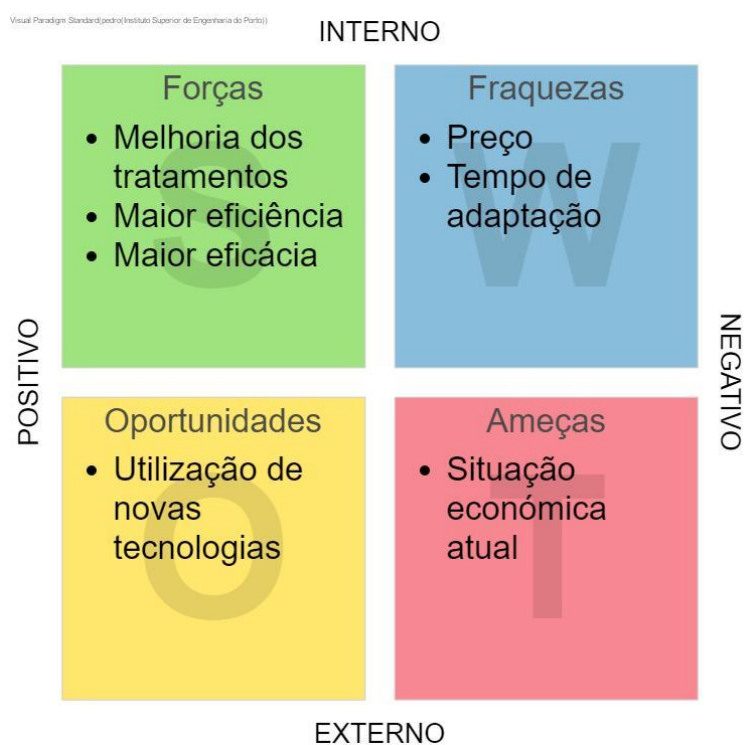 Visual Paradigm Standard(pedro(Instituto Superior de Engenharia do Porto))
INTERNO
Forças
• Melhoria dos
tratamentos
• Maior eficiência
• Maior eficácia
S
Fraquezas
• Preço
• Tempo de
adaptação
W
POSITIVO
NEGATIVO
Oportunidades
• Utilização de
novas
tecnologias
O
Ameças
• Situação
económica
atual
T
EXTERNO